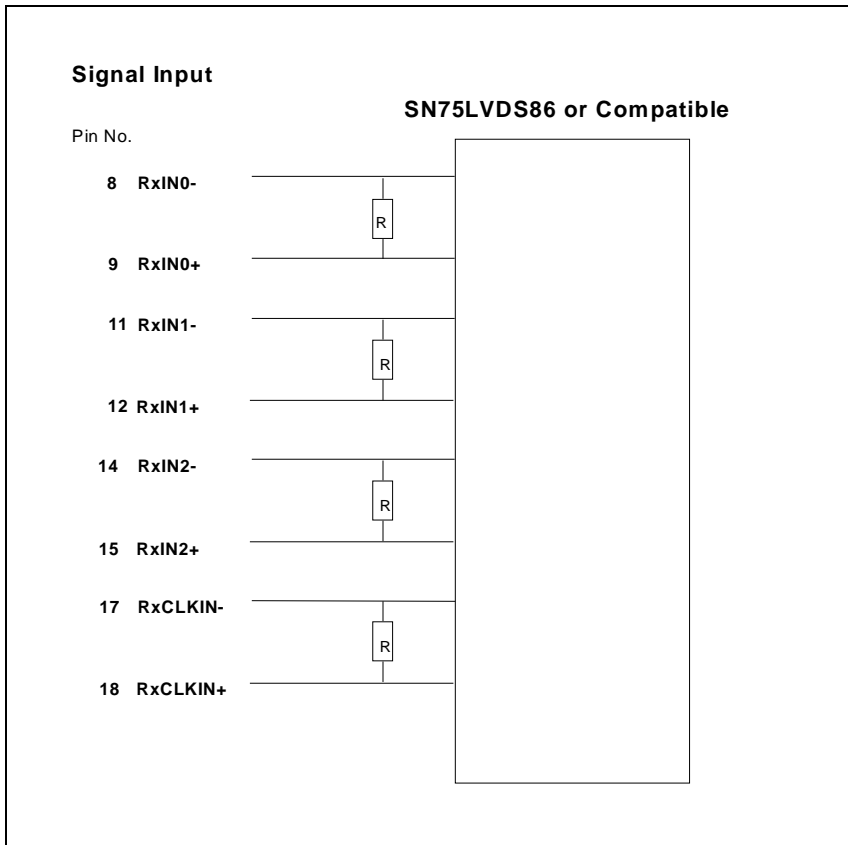 Signal Input
SN75LVDS86 or Compatible
Pin No.
8 RxIN0-
R
9 RxIN0+
11 RxIN1-
R
12 RxIN1+
14 RxIN2-
R
15 RxIN2+
17 RxCLKIN-
R
18 RxCLKIN+